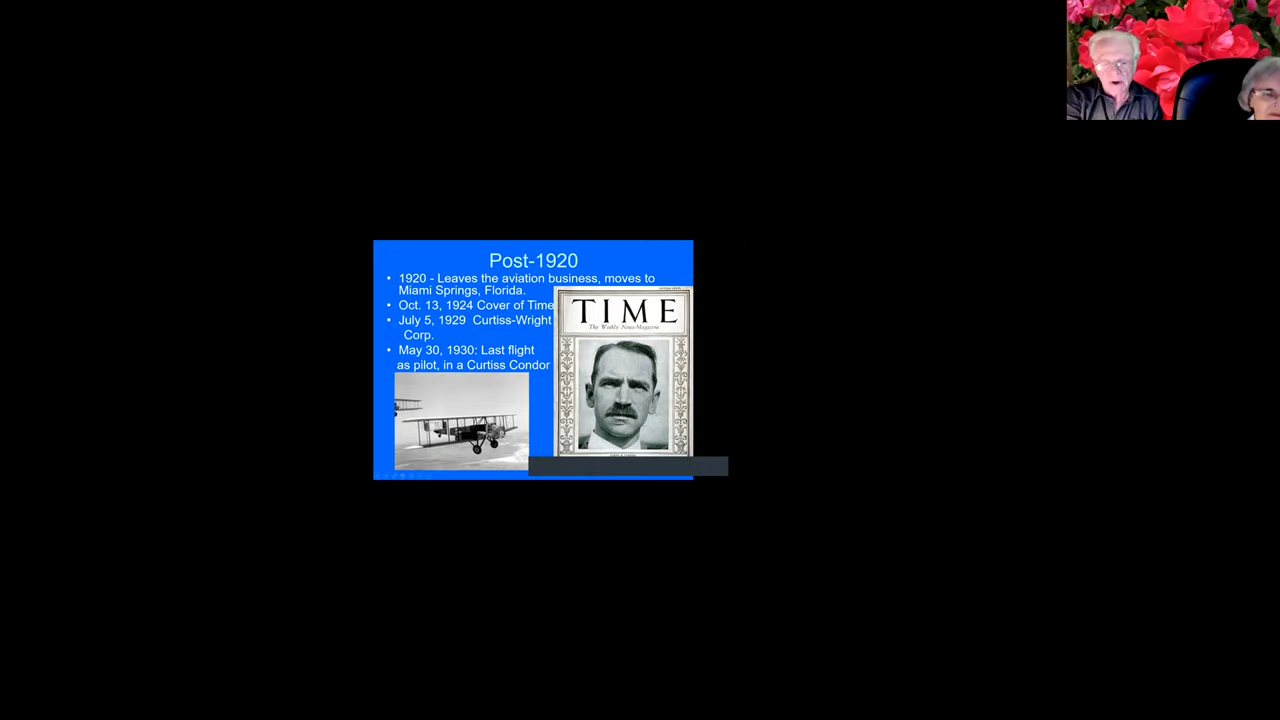 Post-1920
• 1920 - Leaves the aviation business, moves to
Miami Springs, Florida.
• Oct. 13, 1924 Cover of Time
• July 5, 1929 Curtiss-Wright
Corp.
• May 30, 1930: Last flight
as pilot, in a Curtiss Condor
TIME
The Weekly News-Magazine